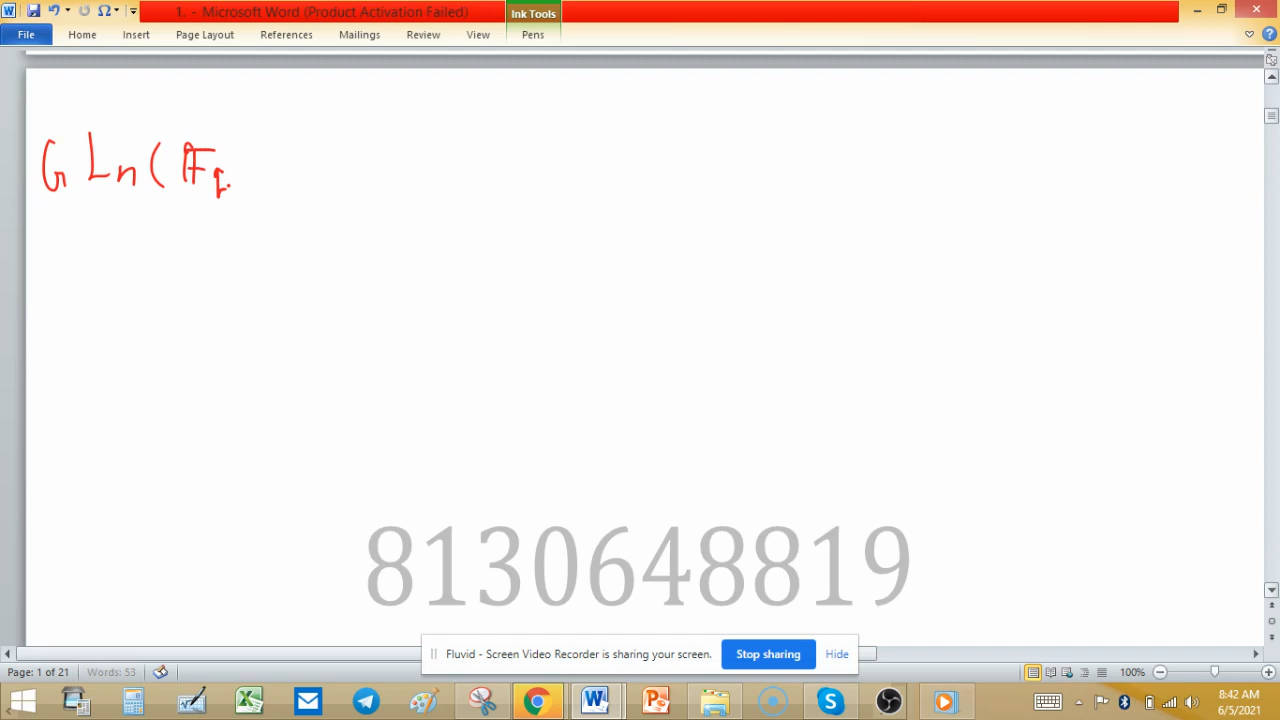 1. - Microsoft Word (Product Activation Failed)
Ink Tools
File Home Insert Page Layout References Mailings Review View Pens
GLn(𝔽q
8130648819
Fluvid - Screen Video Recorder is sharing your screen. Stop sharing Hide
Page: 1 of 21 Words: 53 100%
8:42 AM
6/5/2021